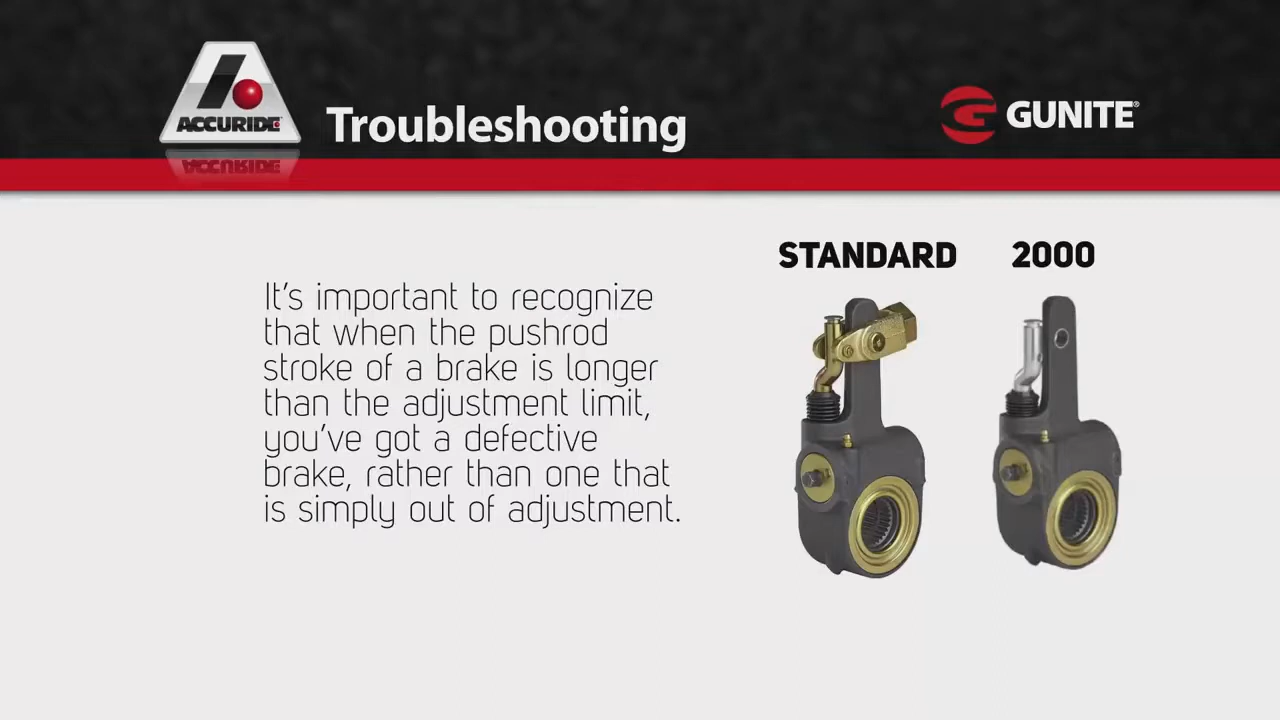 ACCURIDE
Troubleshooting
GUNITE®
STANDARD
2000
It's important to recognize
that when the pushrod
stroke of a brake is longer
than the adjustment limit,
you've got a defective
brake, rather than one that
is simply out of adjustment.